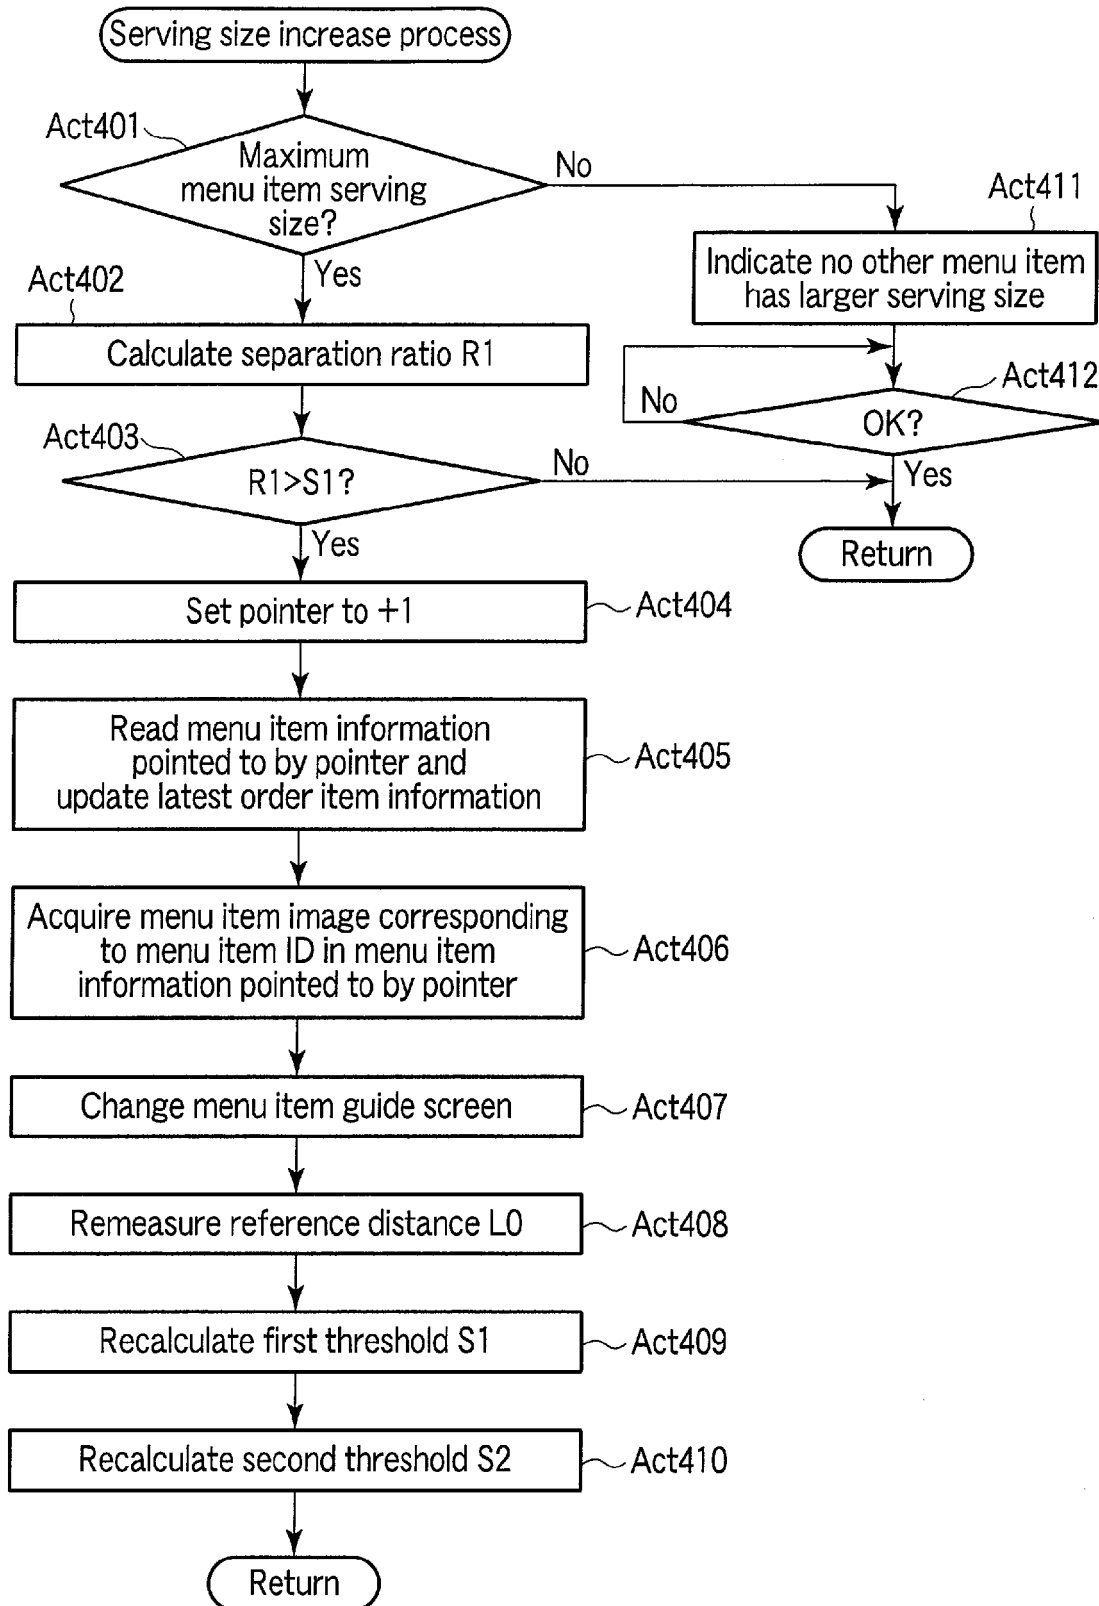 Serving size increase process
Act401
Maximum
menu item serving
size?
No
Yes
Act411
Indicate no other menu item
has larger serving size
Act402
Calculate separation ratio R1
Act412
No
OK?
Yes
Act403
R1>S1?
No
Yes
Return
Set pointer to +1
Act404
Read menu item information
pointed to by pointer and
update latest order item information
Act405
Acquire menu item image corresponding
to menu item ID in menu item
information pointed to by pointer
Act406
Change menu item guide screen
Act407
Remeasure reference distance L0
Act408
Recalculate first threshold S1
Act409
Recalculate second threshold S2
Act410
Return